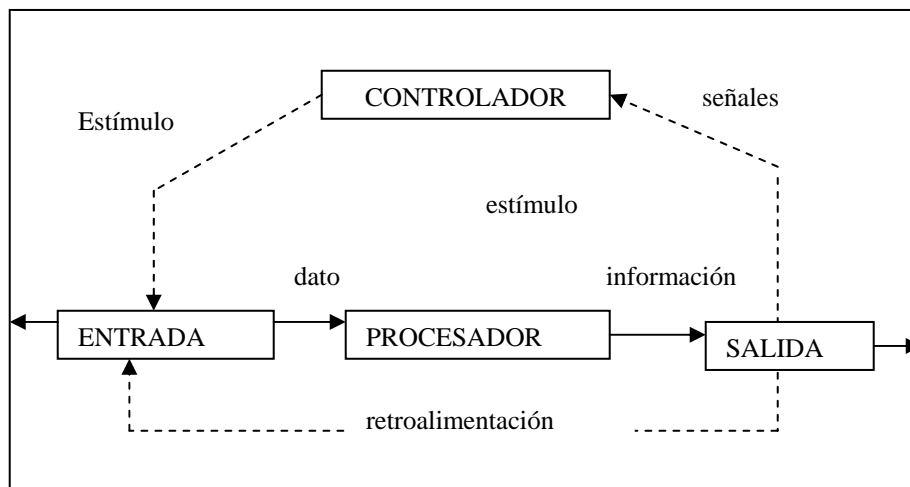 CONTROLADOR
señales
Estímulo
estímulo
dato
información
ENTRADA
PROCESADOR
SALIDA
retroalimentación